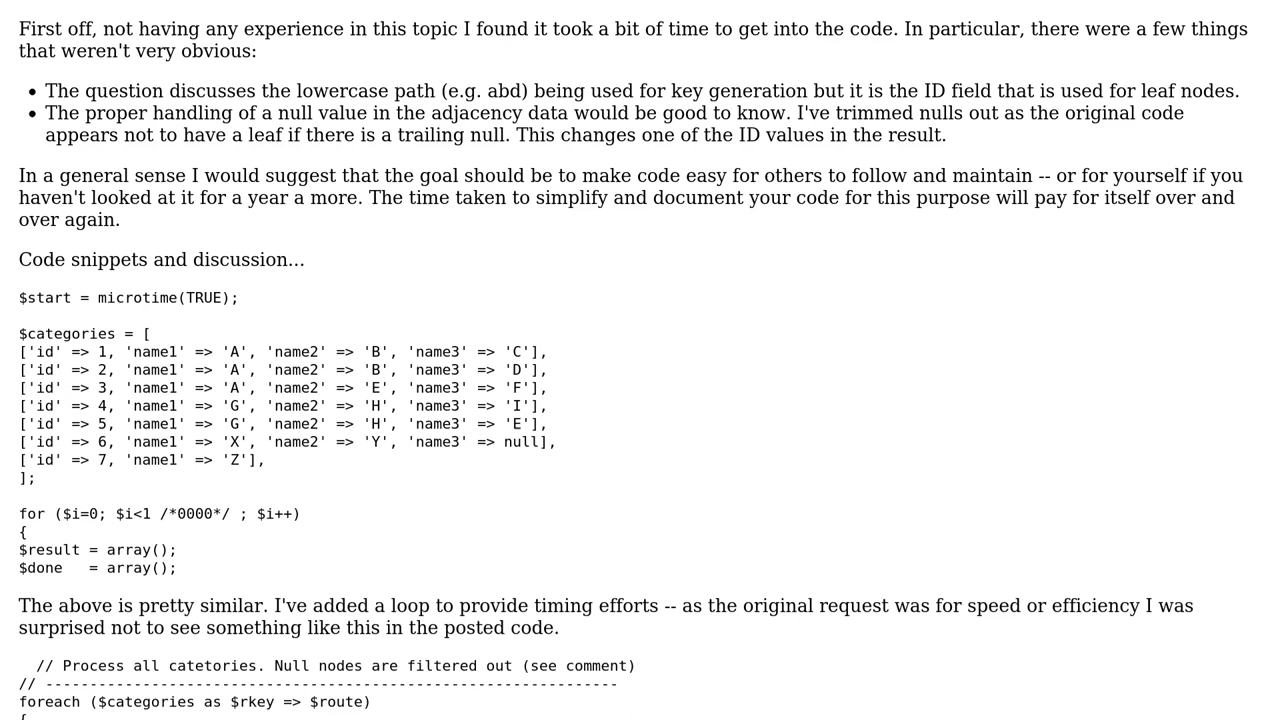 First off, not having any experience in this topic I found it took a bit of time to get into the code. In particular, there were a few things
that weren't very obvious:
• The question discusses the lowercase path (e.g. abd) being used for key generation but it is the ID field that is used for leaf nodes.
• The proper handling of a null value in the adjacency data would be good to know. I've trimmed nulls out as the original code
appears not to have a leaf if there is a trailing null. This changes one of the ID values in the result.
In a general sense I would suggest that the goal should be to make code easy for others to follow and maintain -- or for yourself if you
haven't looked at it for a year a more. The time taken to simplify and document your code for this purpose will pay for itself over and
over again.
Code snippets and discussion...
$start = microtime(TRUE);
$categories = [
['id' => 1, 'name1' => 'A', 'name2' => 'B', 'name3' => 'C'],
['id' => 2, 'name1' => 'A', 'name2' => 'B', 'name3' => 'D'],
['id' => 3, 'name1' => 'A', 'name2' => 'E', 'name3' => 'F'],
['id' => 4, 'name1' => 'G', 'name2' => 'H', 'name3' => 'I'],
['id' => 5, 'name1' => 'G', 'name2' => 'H', 'name3' => 'E'],
['id' => 6, 'name1' => 'X', 'name2' => 'Y', 'name3' => null],
['id' => 7, 'name1' => 'Z'],
];
for ($i=0; $i<1 /*0000*/ ; $i++)
{
$result = array();
$done   = array();
The above is pretty similar. I've added a loop to provide timing efforts -- as the original request was for speed or efficiency I was
surprised not to see something like this in the posted code.
// Process all catetories. Null nodes are filtered out (see comment)
// -----------------------------------------------------------------
foreach ($categories as $rkey => $route)
{